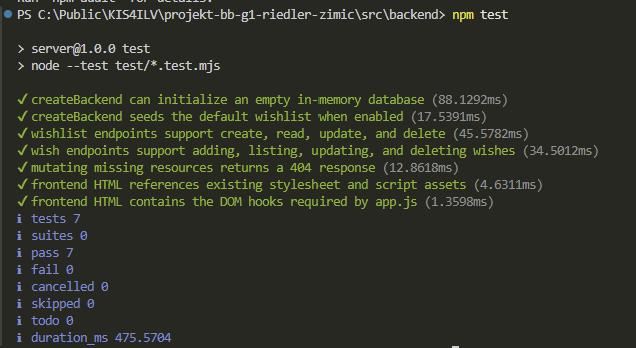 Run `npm audit` for details.
PS C:\Public\KIS4ILV\projekt-bb-g1-riedler-zimic\src\backend> npm test
> server@1.0.0 test
> node --test test/*.test.mjs
✔ createBackend can initialize an empty in-memory database (88.1292ms)
✔ createBackend seeds the default wishlist when enabled (17.5391ms)
✔ wishlist endpoints support create, read, update, and delete (45.5782ms)
✔ wish endpoints support adding, listing, updating, and deleting wishes (34.5012ms)
✔ mutating missing resources returns a 404 response (12.8618ms)
✔ frontend HTML references existing stylesheet and script assets (4.6311ms)
✔ frontend HTML contains the DOM hooks required by app.js (1.3598ms)
ℹ tests 7
ℹ suites 0
ℹ pass 7
ℹ fail 0
ℹ cancelled 0
ℹ skipped 0
ℹ todo 0
ℹ duration_ms 475.5704